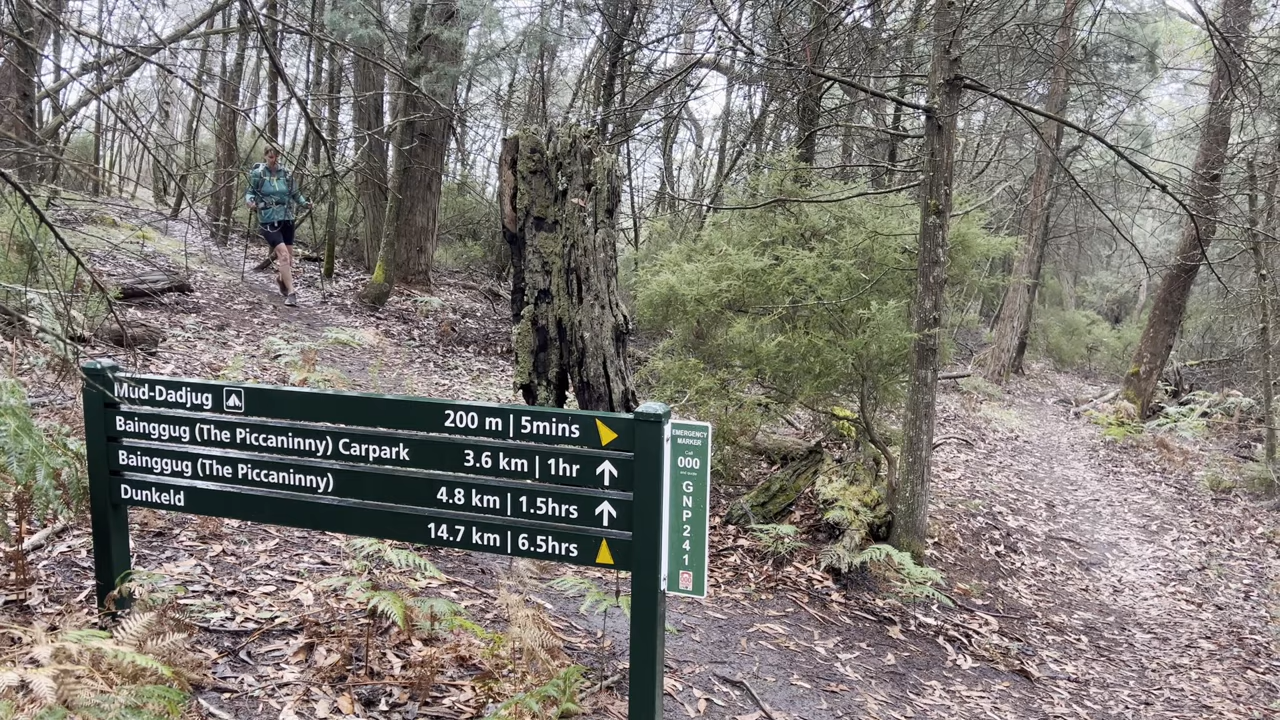 Mud-Dadjug 200 m | 5mins
Bainggug (The Piccaninny) Carpark 3.6 km | 1hr
Bainggug (The Piccaninny) 4.8 km | 1.5hrs
Dunkeld 14.7 km | 6.5hrs
EMERGENCY
MARKER
Call
000
GNP241